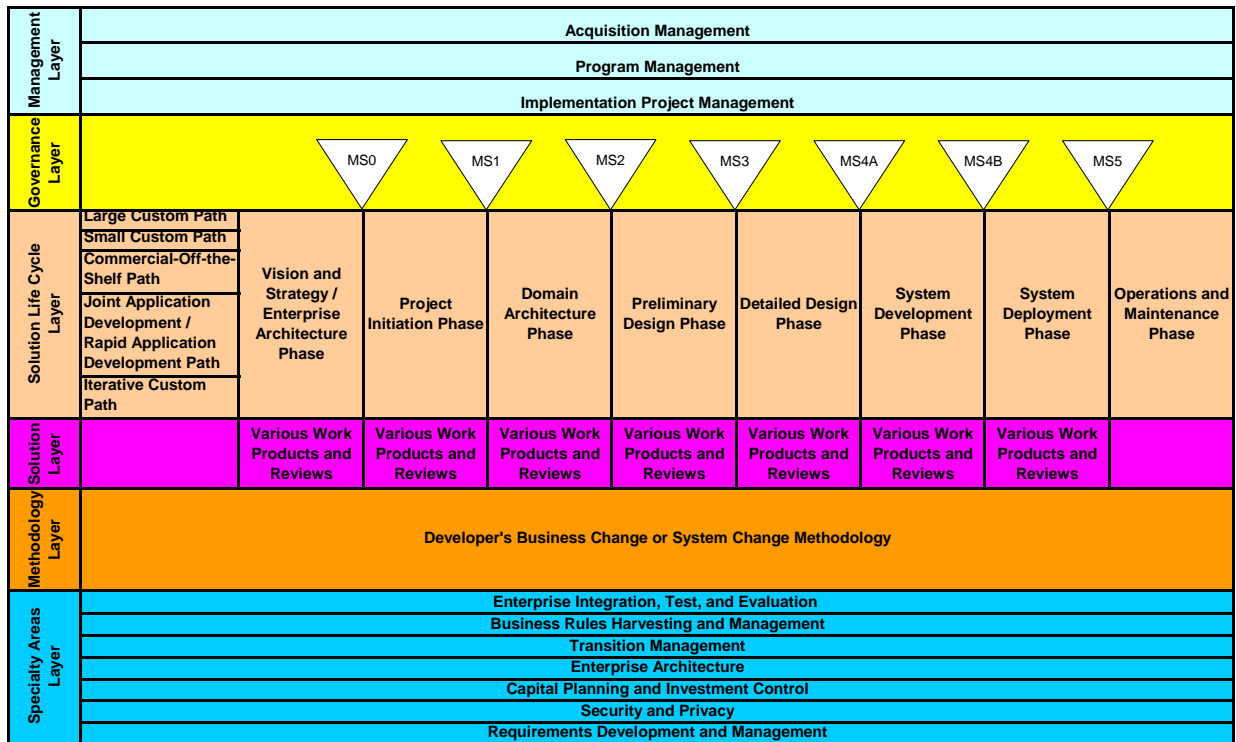 Management
Layer
Acquisition Management
Program Management
Implementation Project Management
Governance
Layer
MS0
MS1
MS2
MS3
MS4A
MS4B
MS5
Solution Life Cycle
Layer
Large Custom Path
Small Custom Path
Commercial-Off-the-
Shelf Path
Joint Application
Development /
Rapid Application
Development Path
Iterative Custom
Path
Vision and
Strategy /
Enterprise
Architecture
Phase
Project
Initiation Phase
Domain
Architecture
Phase
Preliminary
Design Phase
Detailed Design
Phase
System
Development
Phase
System
Deployment
Phase
Operations and
Maintenance
Phase
Solution
Layer
Various Work
Products and
Reviews
Various Work
Products and
Reviews
Various Work
Products and
Reviews
Various Work
Products and
Reviews
Various Work
Products and
Reviews
Various Work
Products and
Reviews
Various Work
Products and
Reviews
Methodology
Layer
Developer's Business Change or System Change Methodology
Specialty Areas
Layer
Enterprise Integration, Test, and Evaluation
Business Rules Harvesting and Management
Transition Management
Enterprise Architecture
Capital Planning and Investment Control
Security and Privacy
Requirements Development and Management